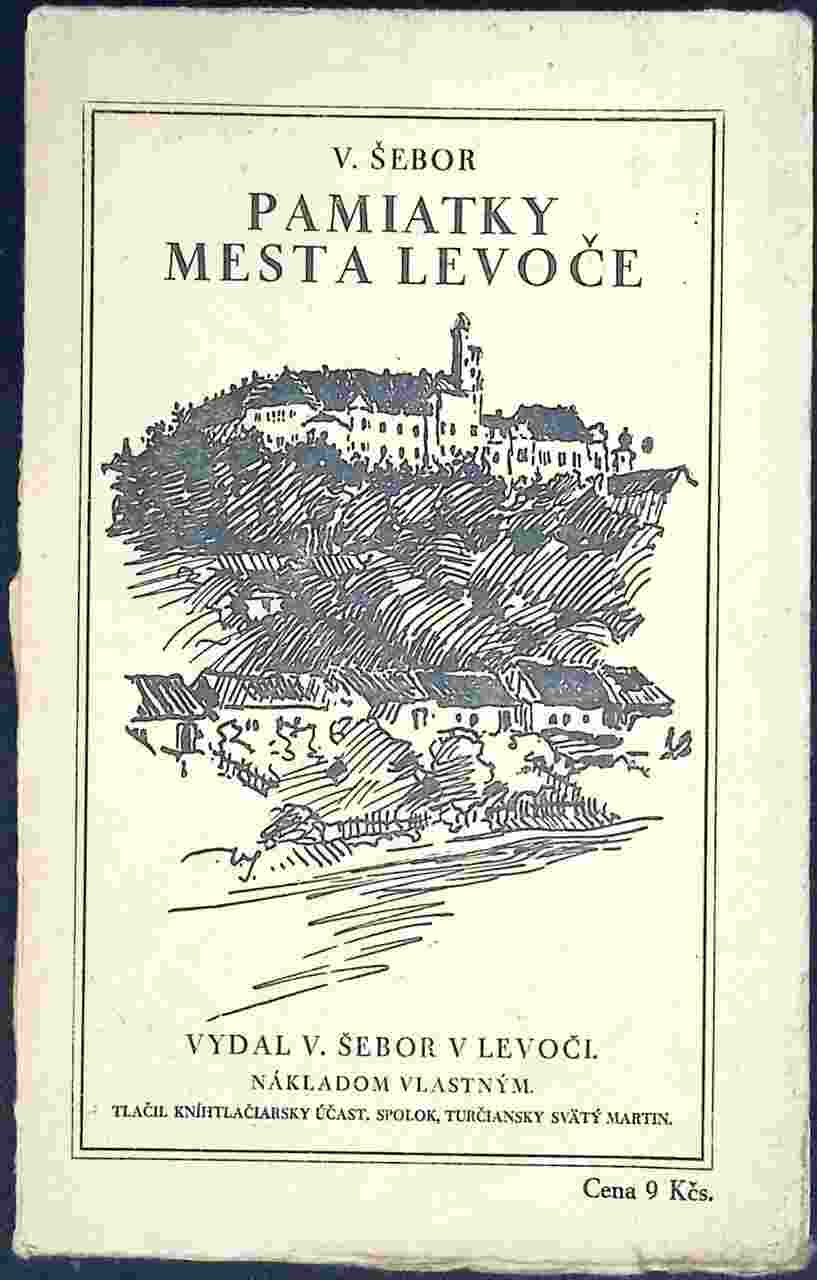 V. ŠEBOR
PAMIATKY
MESTA LEVOČE
VYDAL V. ŠEBOR V LEVOČI.
NÁKLADOM VLASTNÝM.
TLAČIL KNÍHTLAČIARSKY ÚČAST. SPOLOK, TURČIANSKY SVÄTÝ MARTIN.
Cena 9 Kčs.